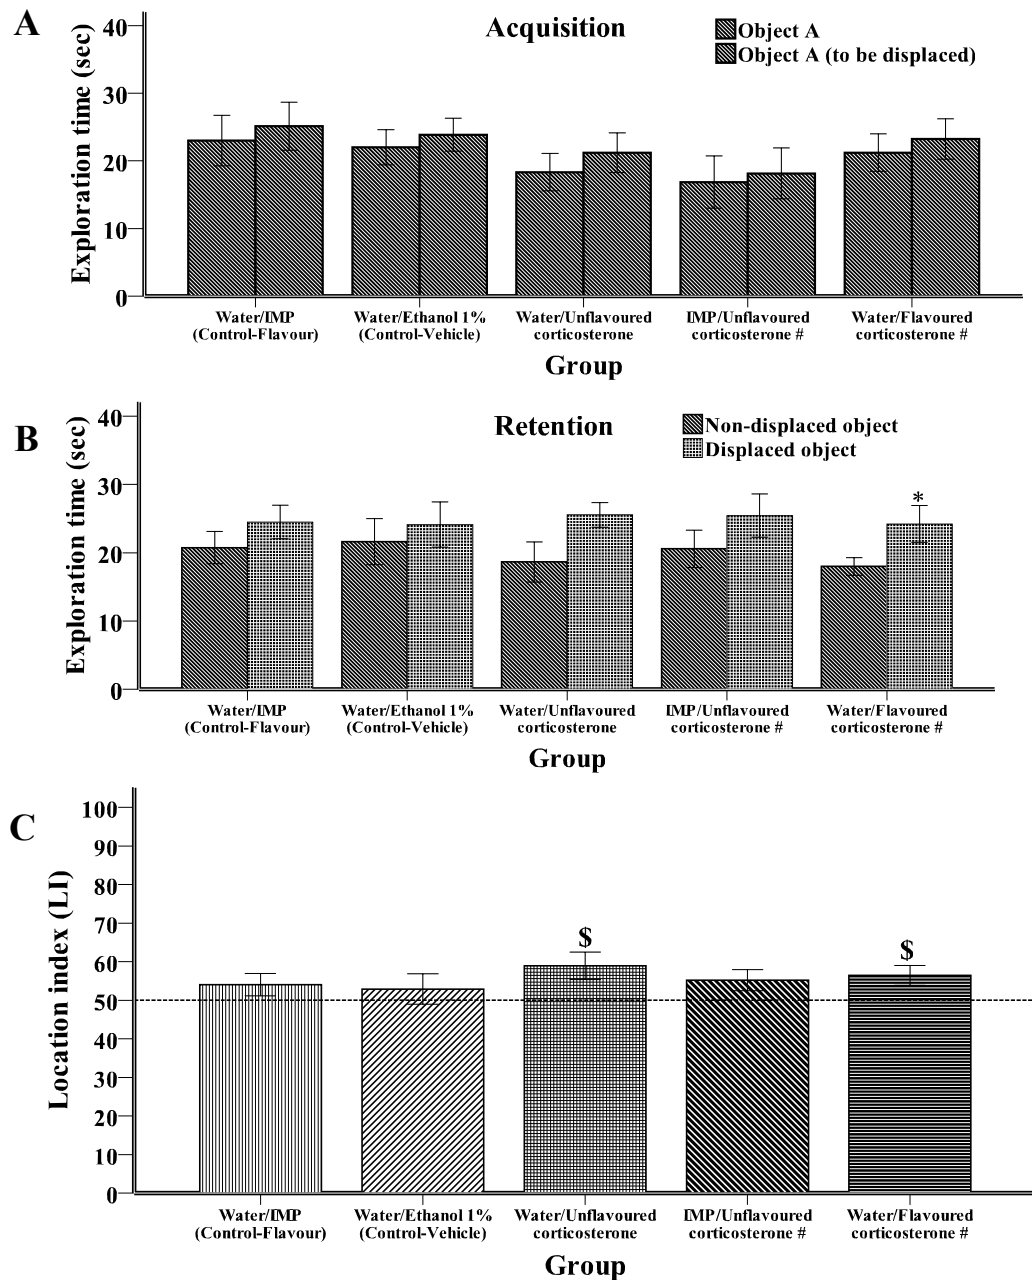 A
Acquisition
Object A
Object A (to be displaced)
Exploration time (sec)
40
30
20
10
0
Water/IMP
(Control-Flavour)
Water/Ethanol 1%
(Control-Vehicle)
Water/Unflavoured
corticosterone
IMP/Unflavoured
corticosterone #
Water/Flavoured
corticosterone #
Group
B
Retention
Non-displaced object
Displaced object
Exploration time (sec)
40
30
20
10
0
*
Water/IMP
(Control-Flavour)
Water/Ethanol 1%
(Control-Vehicle)
Water/Unflavoured
corticosterone
IMP/Unflavoured
corticosterone #
Water/Flavoured
corticosterone #
Group
C
Location index (LI)
100
90
80
70
60
50
40
30
20
10
0
$
$
Water/IMP
(Control-Flavour)
Water/Ethanol 1%
(Control-Vehicle)
Water/Unflavoured
corticosterone
IMP/Unflavoured
corticosterone #
Water/Flavoured
corticosterone #
Group